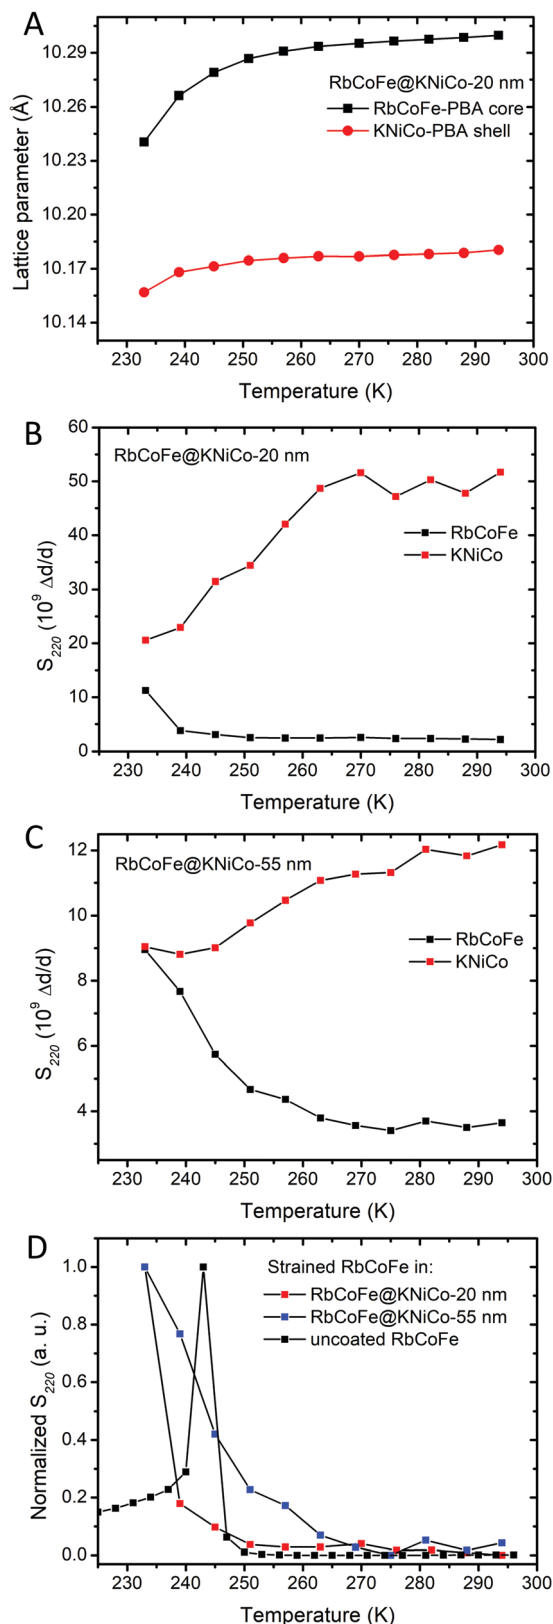 A
RbCoFe@KNiCo-20 nm
RbCoFe-PBA core
KNiCo-PBA shell
Lattice parameter (Å)
10.29
10.26
10.23
10.20
10.17
10.14
230 240 250 260 270 280 290 300
Temperature (K)
B
RbCoFe@KNiCo-20 nm
RbCoFe
KNiCo
S220 (10^9 Δd/d)
60
50
40
30
20
10
0
230 240 250 260 270 280 290 300
Temperature (K)
C
RbCoFe@KNiCo-55 nm
RbCoFe
KNiCo
S220 (10^9 Δd/d)
12
10
8
6
4
230 240 250 260 270 280 290 300
Temperature (K)
D
Strained RbCoFe in:
RbCoFe@KNiCo-20 nm
RbCoFe@KNiCo-55 nm
uncoated RbCoFe
Normalized S220 (a. u.)
1.0
0.8
0.6
0.4
0.2
0.0
230 240 250 260 270 280 290 300
Temperature (K)